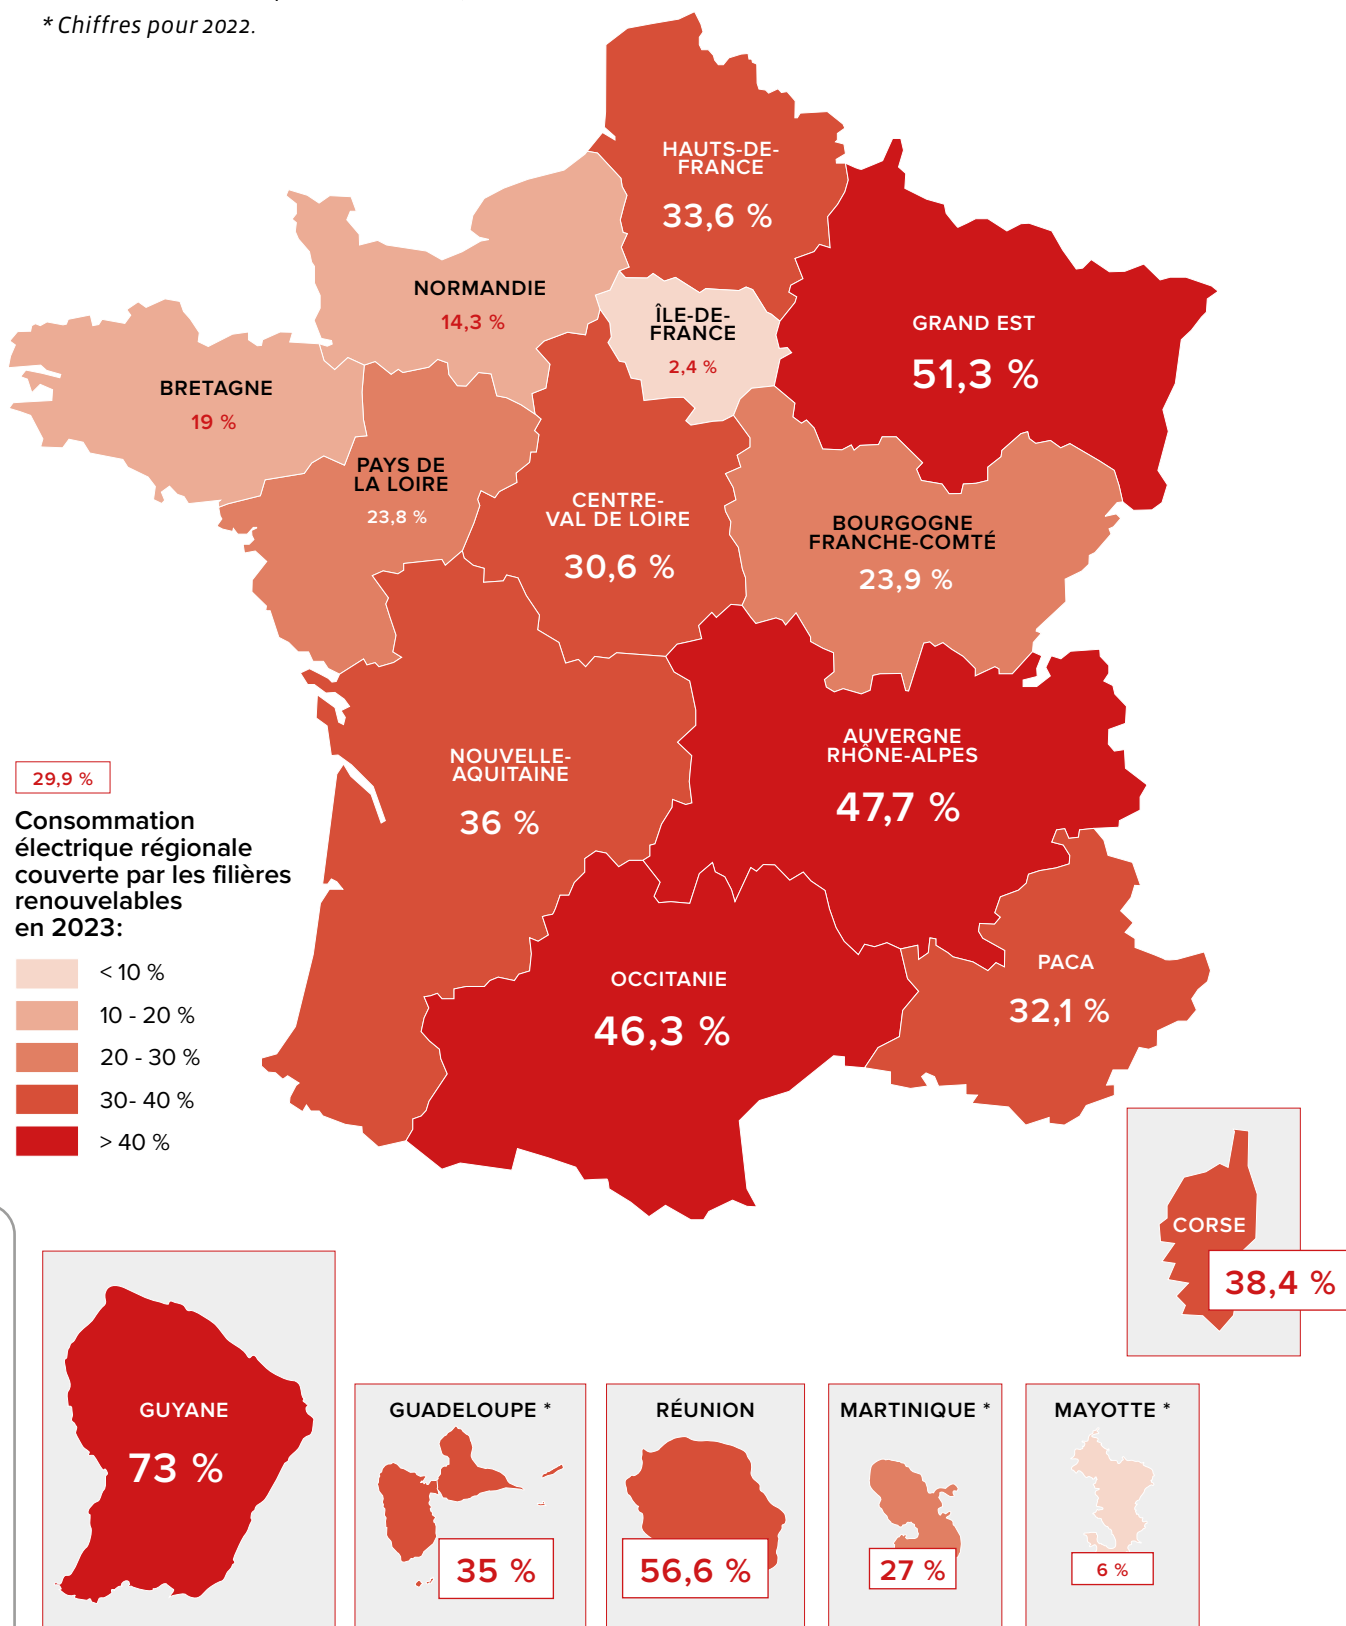 * Chiffres pour 2022.
HAUTS-DE-
FRANCE
33,6 %
NORMANDIE
14,3 %
ÎLE-DE-
FRANCE
2,4 %
GRAND EST
51,3 %
BRETAGNE
19 %
PAYS DE
LA LOIRE
23,8 %
CENTRE-
VAL DE LOIRE
30,6 %
BOURGOGNE
FRANCHE-COMTÉ
23,9 %
NOUVELLE-
AQUITAINE
36 %
AUVERGNE
RHÔNE-ALPES
47,7 %
29,9 %
Consommation
électrique régionale
couverte par les filières
renouvelables
en 2023:
< 10 %
10 - 20 %
20 - 30 %
30- 40 %
> 40 %
OCCITANIE
46,3 %
PACA
32,1 %
CORSE
38,4 %
GUYANE
73 %
GUADELOUPE *
35 %
RÉUNION
56,6 %
MARTINIQUE *
27 %
MAYOTTE *
6 %